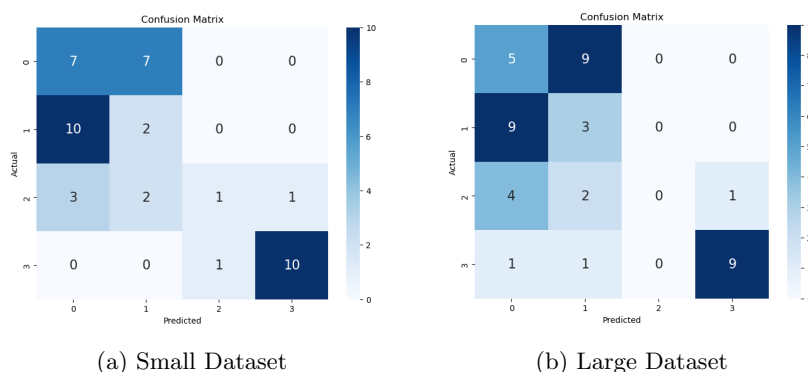 Confusion Matrix
0
1
2
3
Actual
7 7 0 0
10 2 0 0
3 2 1 1
0 0 1 10
0 1 2 3
Predicted
10
8
6
4
2
0
(a) Small Dataset
Confusion Matrix
0
1
2
3
Actual
5 9 0 0
9 3 0 0
4 2 0 1
1 1 0 9
0 1 2 3
Predicted
(b) Large Dataset